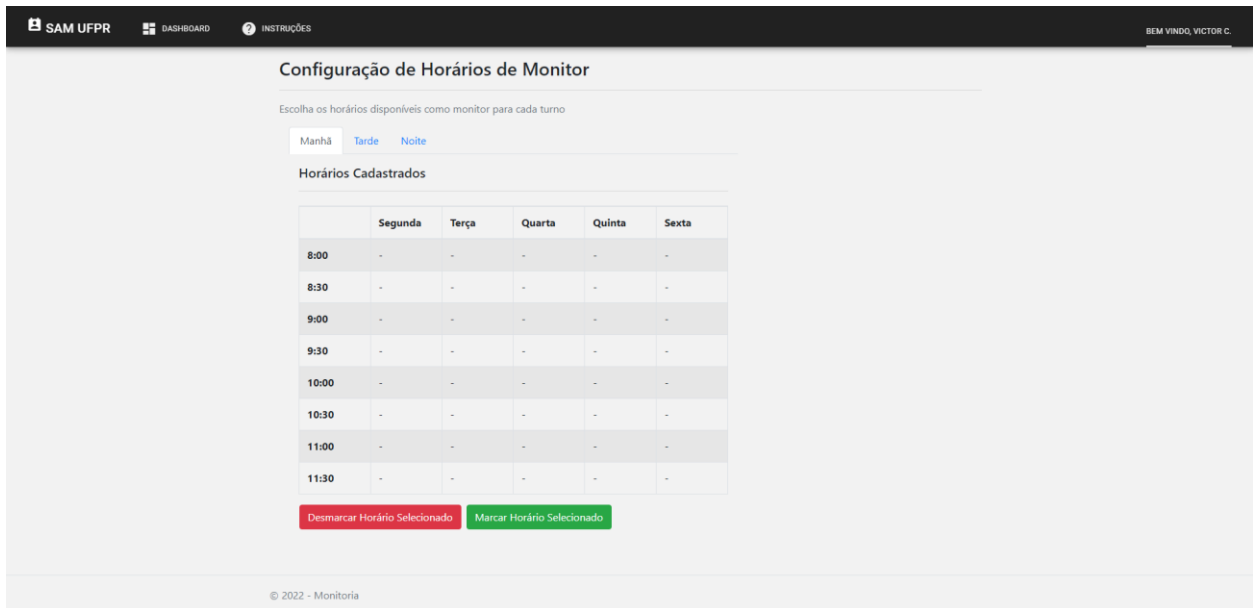 SAM UFPR DASHBOARD INSTRUÇÕES BEM VINDO, VICTOR C.
Configuração de Horários de Monitor
Escolha os horários disponíveis como monitor para cada turno
Manhã Tarde Noite
Horários Cadastrados
Segunda Terça Quarta Quinta Sexta
8:00 - - - - -
8:30 - - - - -
9:00 - - - - -
9:30 - - - - -
10:00 - - - - -
10:30 - - - - -
11:00 - - - - -
11:30 - - - - -
Desmarcar Horário Selecionado Marcar Horário Selecionado
© 2022 - Monitoria